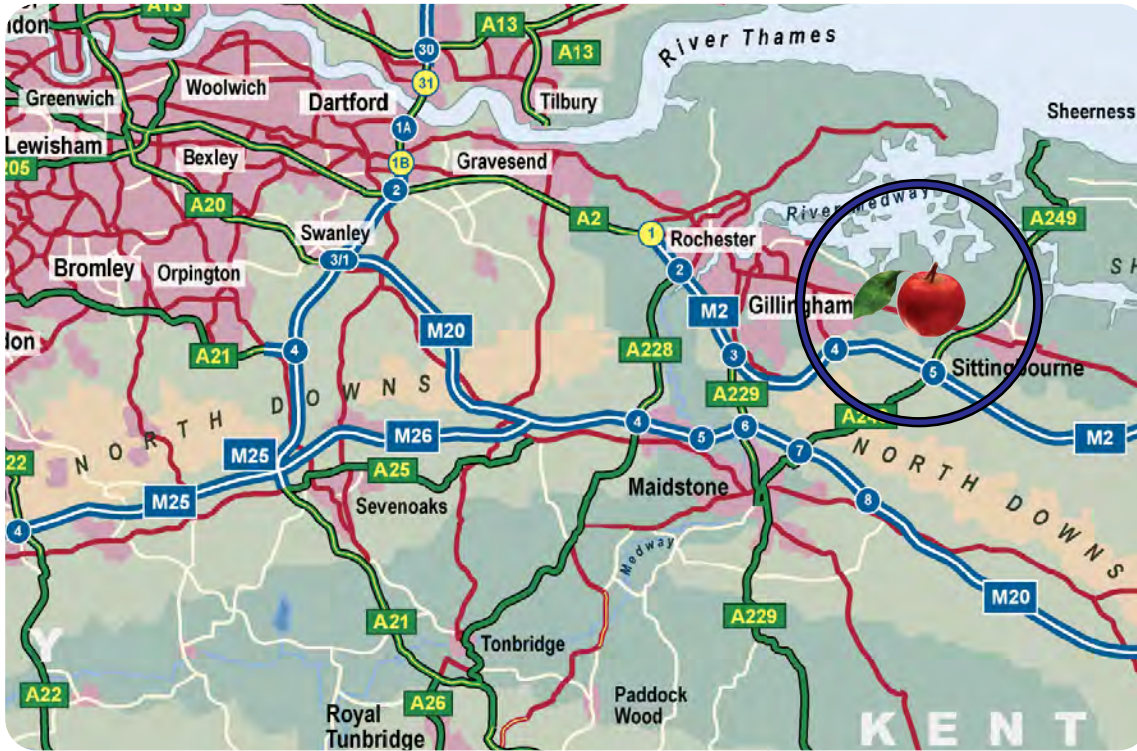 A13
ndon
30
A13
A13
River Thames
31
Woolwich
Greenwich
Dartford
Tilbury
Sheerness
1A
Lewisham
205
Bexley
1B
Gravesend
2
A20
A2
River Medway
A249
Swanley
1
Rochester
3/1
2
Bromley
Orpington
M2
Gillingham
M20
don
A21
4
A228
3
4
5
Sittingbourne
NORTH DOWNS
A229
M26
4
6
M2
M25
5
7
22
A25
NORTH DOWNS
M25
Sevenoaks
Maidstone
8
4
Medway
M20
A21
A229
Y
Tonbridge
A22
A26
Paddock
Wood
Royal
Tunbridge
KENT